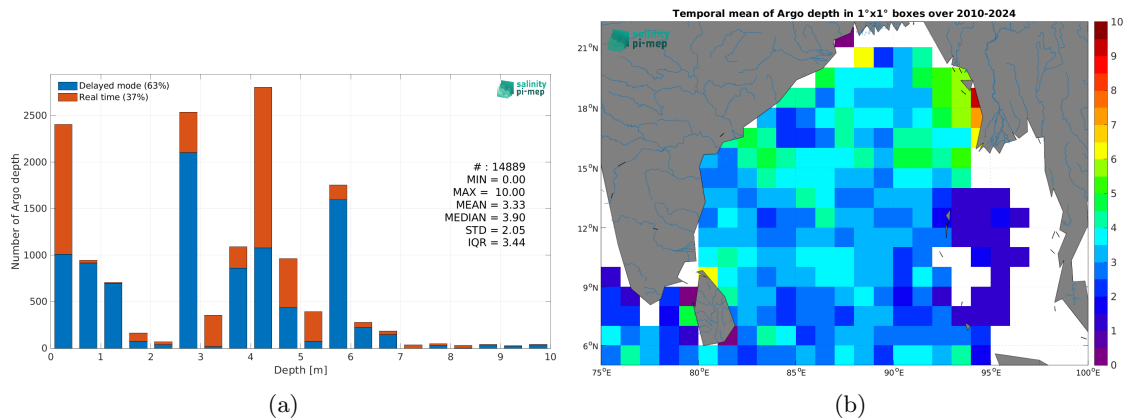 Delayed mode (63%)
Real time (37%)
salinity
pi-mep
2500
2000
1500
1000
500
0
Number of Argo depth
# : 14889
MIN = 0.00
MAX = 10.00
MEAN = 3.33
MEDIAN = 3.90
STD = 2.05
IQR = 3.44
0 1 2 3 4 5 6 7 8 9 10
Depth [m]
(a)
Temporal mean of Argo depth in 1°x1° boxes over 2010-2024
salinity
pi-mep
21°N
18°N
15°N
12°N
9°N
6°N
75°E 80°E 85°E 90°E 95°E 100°E
10
9
8
7
6
5
4
3
2
1
0
(b)